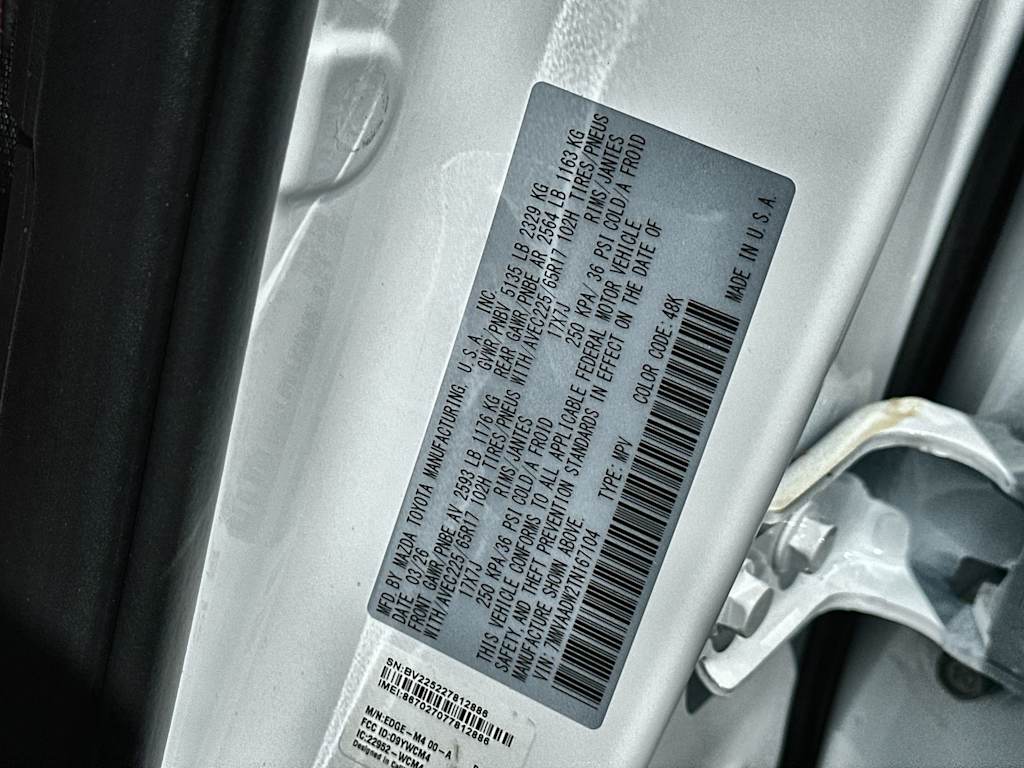 MFD. BY MAZDA TOYOTA MANUFACTURING, U.S.A., INC.
DATE 03/26 GVWR/PNBV 5135 LB 2329 KG
FRONT GAWR/PNBE AV 2593 LB 1176 KG REAR GAWR/PNBE AR 2564 LB 1163 KG
WITH/AVEC225/65R17 102H TIRES/PNEUS WITH/AVEC225/65R17 102H TIRES/PNEUS
17X7J RIMS/JANTES 17X7J RIMS/JANTES
250 KPA/36 PSI COLD/A FROID 250 KPA/ 36 PSI COLD/A FROID
THIS VEHICLE CONFORMS TO ALL APPLICABLE FEDERAL MOTOR VEHICLE
SAFETY AND THEFT PREVENTION STANDARDS IN EFFECT ON THE DATE OF
MANUFACTURE SHOWN ABOVE.
VIN 7MMVAADW2TN167104 TYPE: MPV COLOR CODE: 48K
MADE IN U.S.A.
SN:BV225227812886
IMEI:867027077812886
M/N:EDGE-M4 00-A
FCC ID:O9YWCM4
IC:22952-WCM4
Designed in